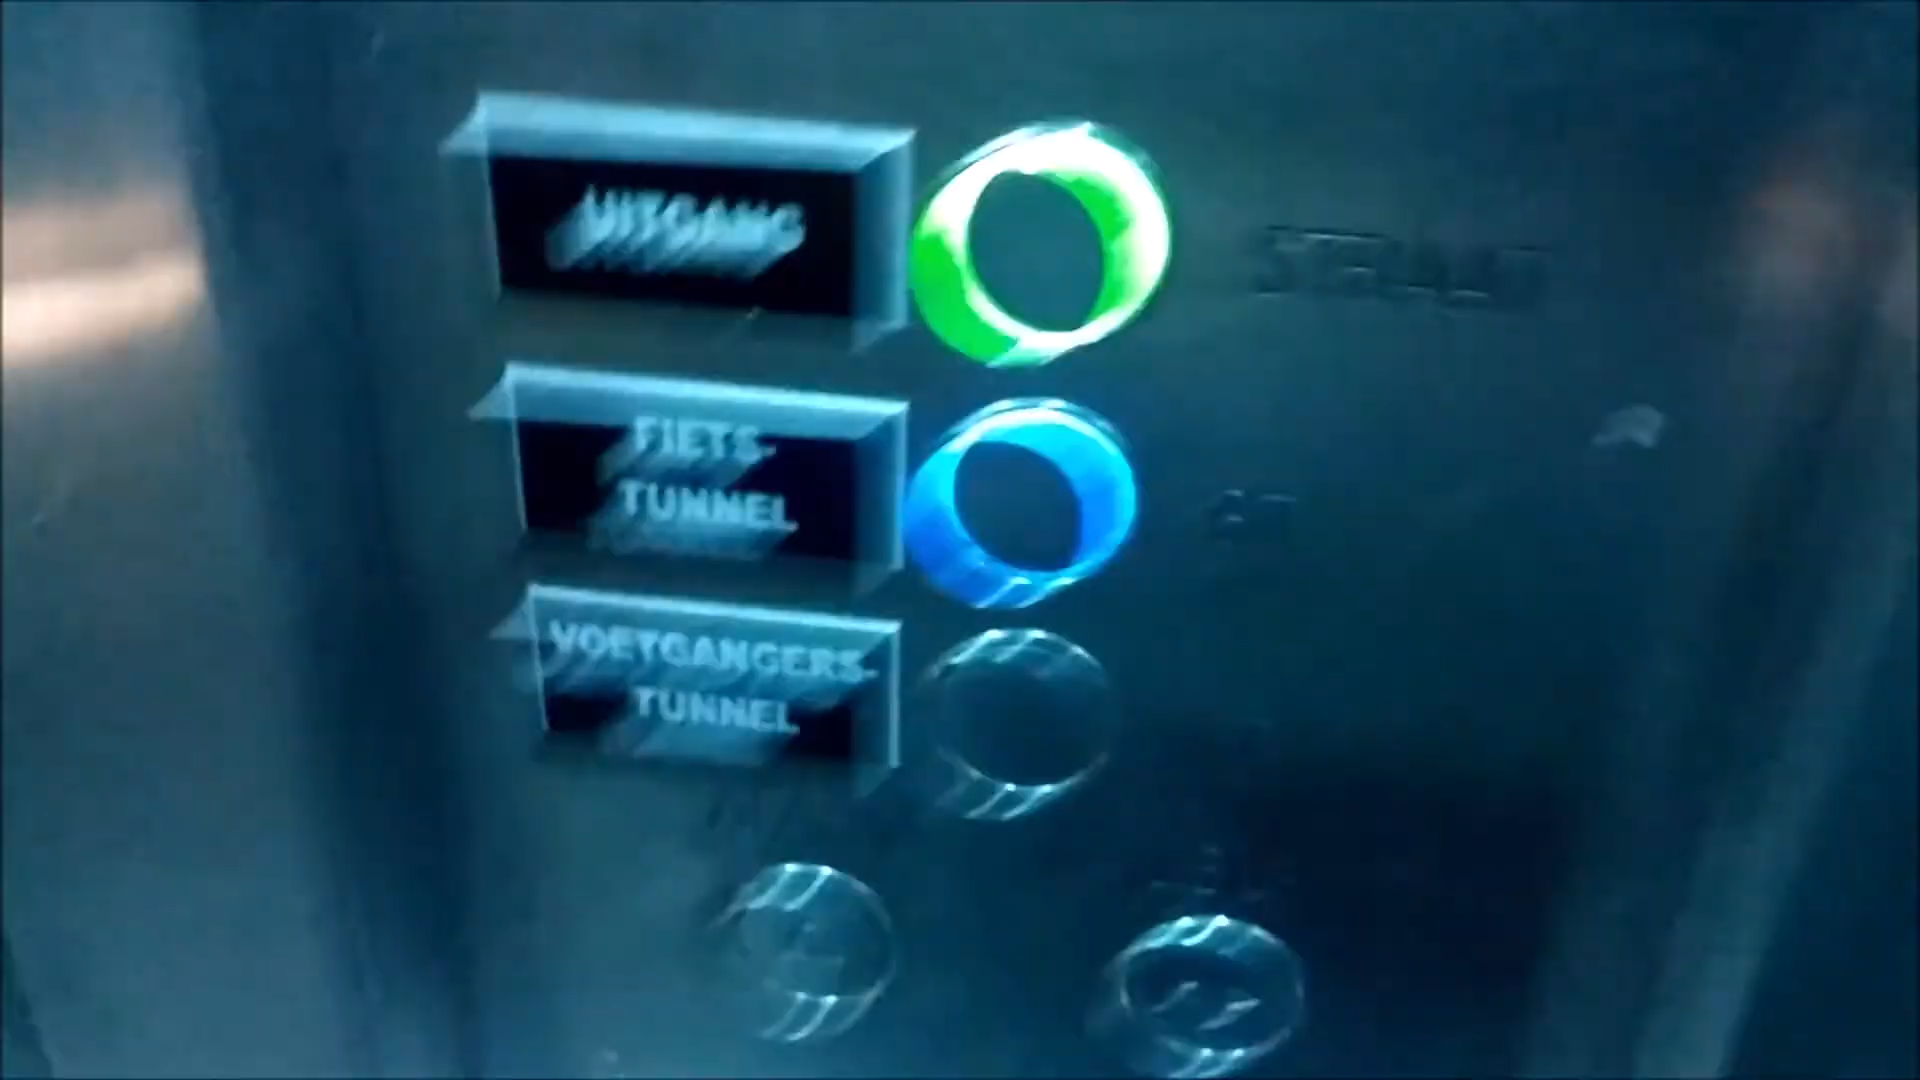 UITGANG
FIETS-
TUNNEL
VOETGANGERS-
TUNNEL